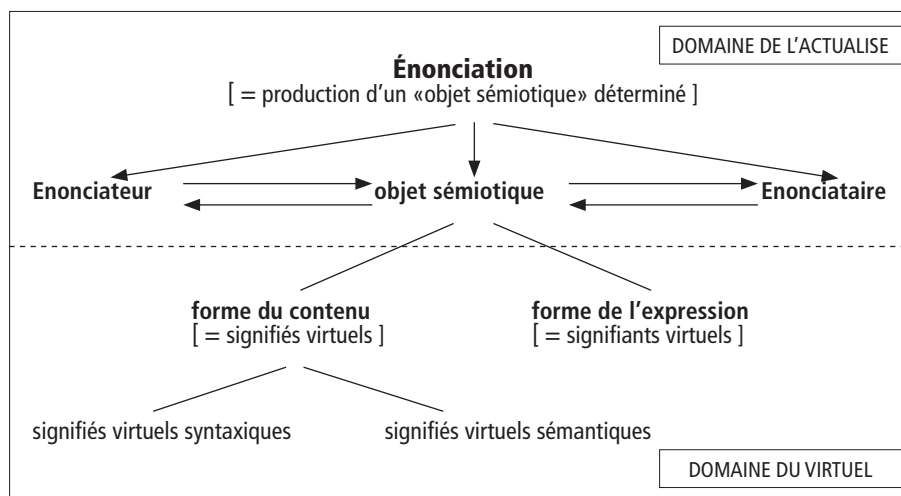 DOMAINE DE L’ACTUALISE
Énonciation
[ = production d’un «objet sémiotique» déterminé ]
Enonciateur objet sémiotique Enonciataire
forme du contenu forme de l’expression
[ = signifiés virtuels ] [ = signifiants virtuels ]
signifiés virtuels syntaxiques signifiés virtuels sémantiques
DOMAINE DU VIRTUEL